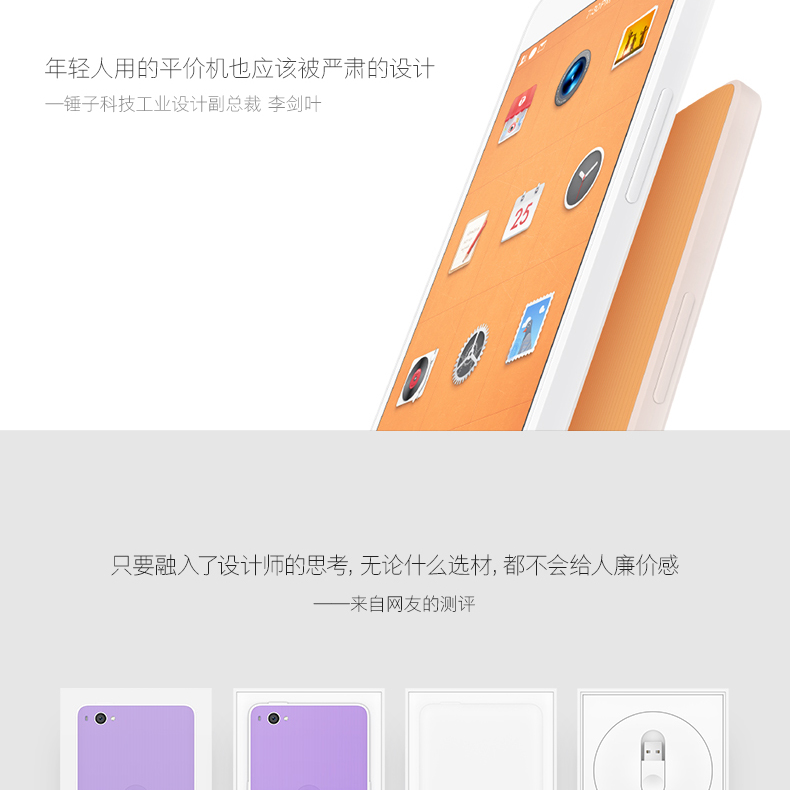 年轻人用的平价机也应该被严肃的设计
—锤子科技工业设计副总裁 李剑叶
25
只要融入了设计师的思考, 无论什么选材, 都不会给人廉价感
——来自网友的测评